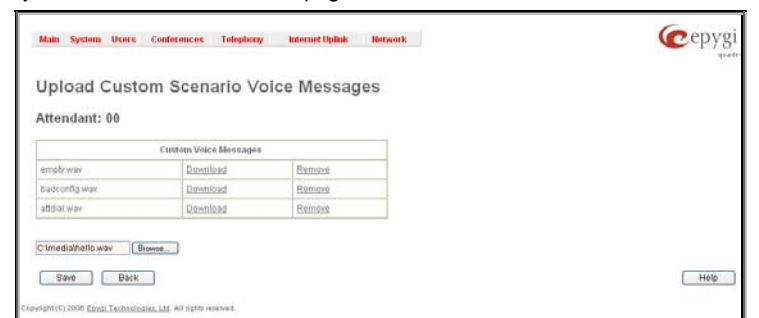 Main System Users Conferences Telephony Internet Uplink Network
epygi
Upload Custom Scenario Voice Messages
Attendant: 00
Custom Voice Messages
empty.wav Download Remove
badconfig.wav Download Remove
attdial.wav Download Remove
C:\media\hello.wav Browse...
Save Back Help
Copyright (C) 2008 Epygi Technologies, Ltd. All rights reserved.